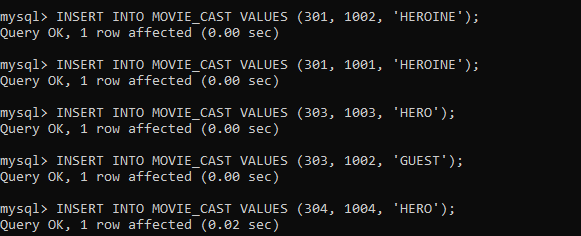 mysql> INSERT INTO MOVIE_CAST VALUES (301, 1002, 'HEROINE');
Query OK, 1 row affected (0.00 sec)
mysql> INSERT INTO MOVIE_CAST VALUES (301, 1001, 'HEROINE');
Query OK, 1 row affected (0.00 sec)
mysql> INSERT INTO MOVIE_CAST VALUES (303, 1003, 'HERO');
Query OK, 1 row affected (0.00 sec)
mysql> INSERT INTO MOVIE_CAST VALUES (303, 1002, 'GUEST');
Query OK, 1 row affected (0.00 sec)
mysql> INSERT INTO MOVIE_CAST VALUES (304, 1004, 'HERO');
Query OK, 1 row affected (0.02 sec)